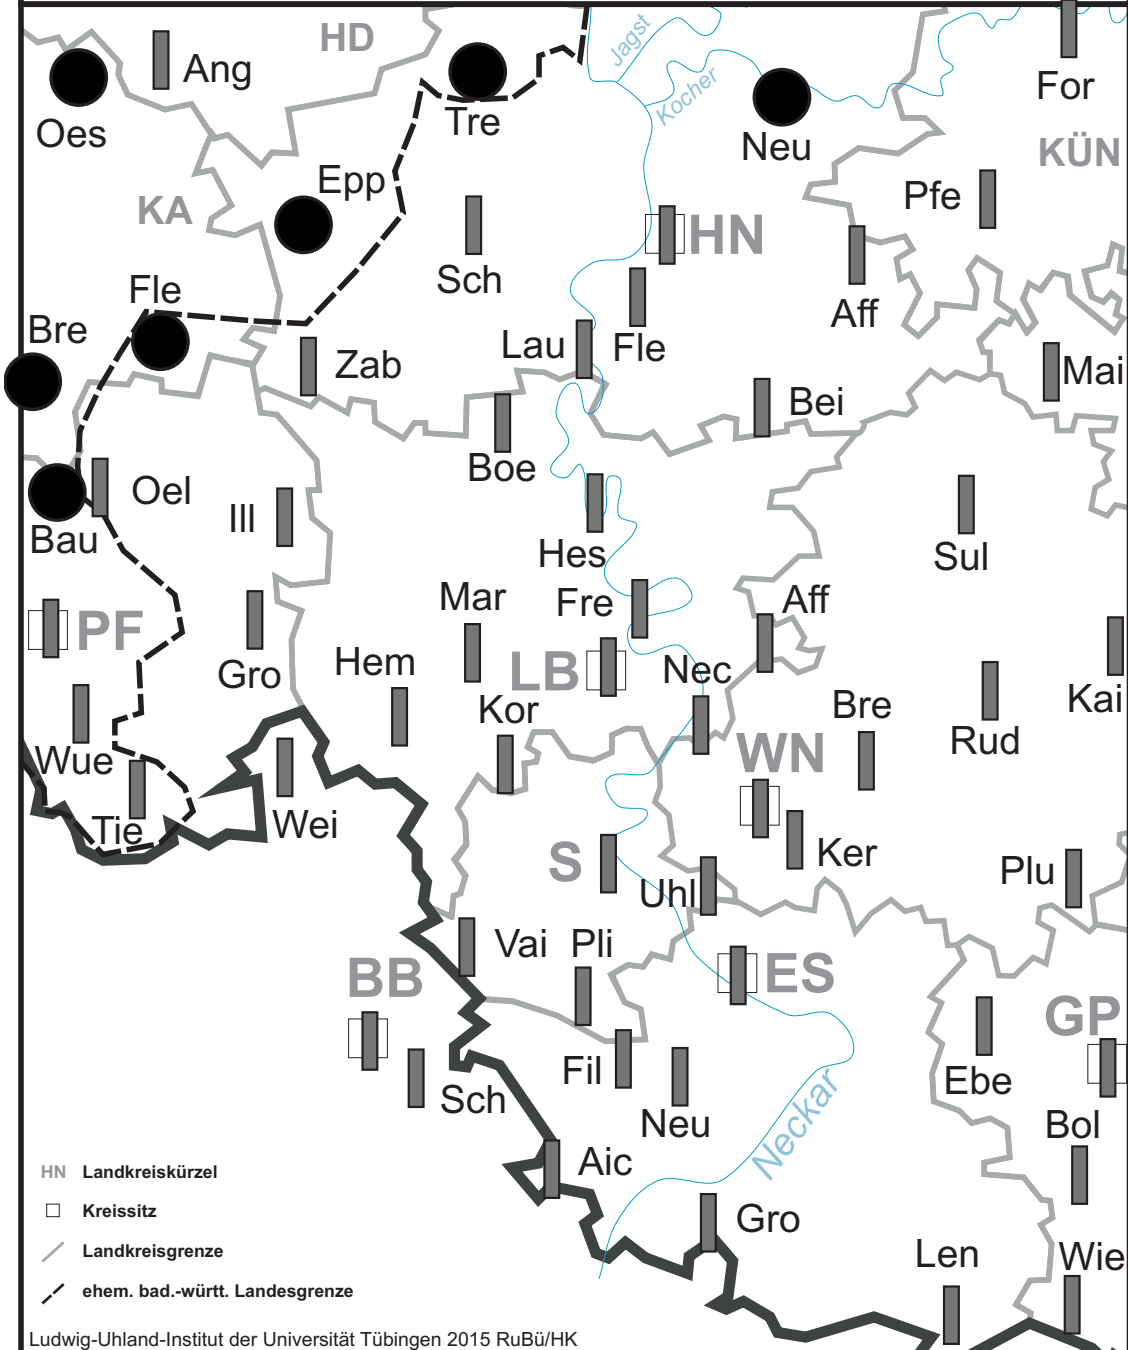 HD
Jagst
Ang
For
Oes
Tre
Kocher
Neu
KÜN
Epp
Pfe
KA
HN
Sch
Fle
Aff
Bre
Lau
Fle
Zab
Mai
Bei
Boe
Oel
Ill
Bau
Hes
Sul
Mar
Fre
Aff
PF
Gro
Hem
LB
Nec
Kai
Kor
Bre
Rud
Wue
WN
Tie
Wei
S
Ker
Plu
Uhl
Vai
Pli
BB
ES
GP
Fil
Ebe
Sch
Neu
Neckar
Bol
Aic
HN Landkreiskürzel
Kreissitz
Gro
Landkreisgrenze
Len
Wie
ehem. bad.-württ. Landesgrenze
Ludwig-Uhland-Institut der Universität Tübingen 2015 RuBü/HK